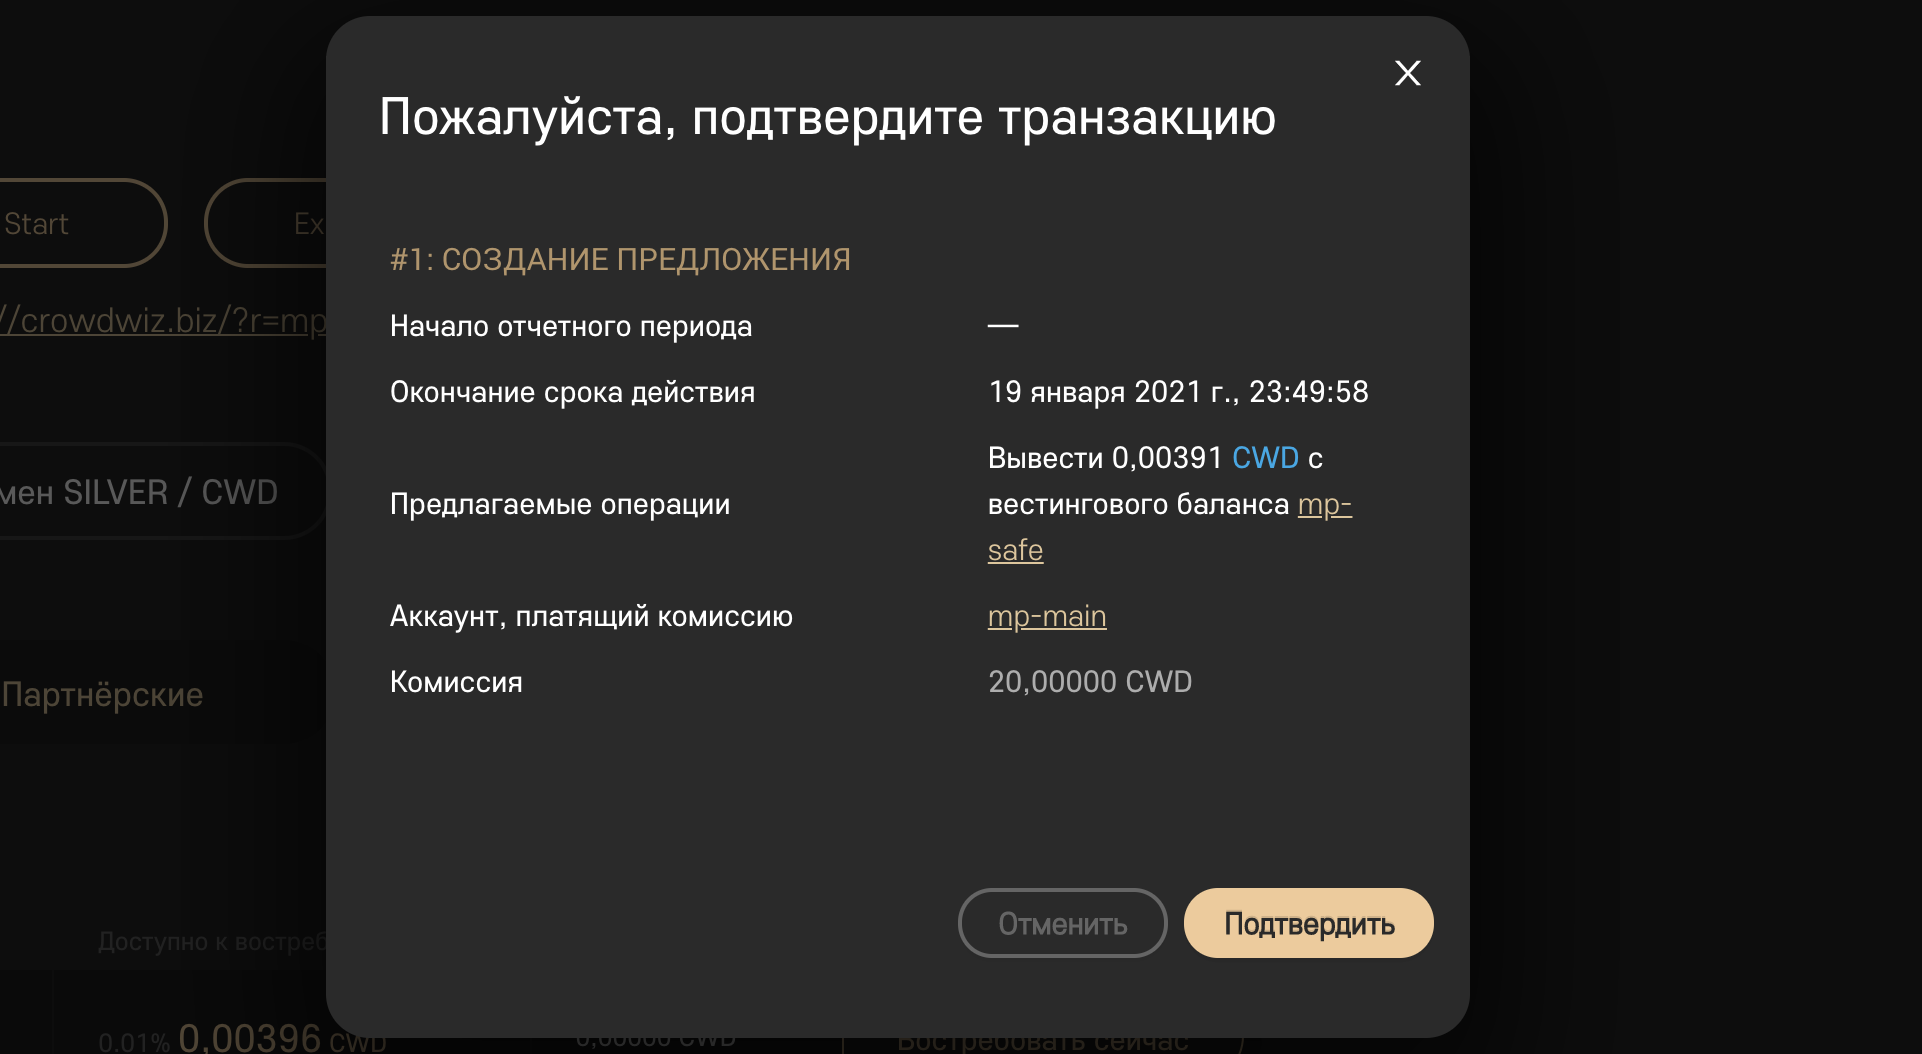 Пожалуйста, подтвердите транзакцию
Start
Ex
#1: СОЗДАНИЕ ПРЕДЛОЖЕНИЯ
//crowdwiz.biz/?r=mp
Начало отчетного периода —
Окончание срока действия 19 января 2021 г., 23:49:58
Вывести 0,00391 CWD с
мен SILVER / CWD
Предлагаемые операции вестингового баланса mp-
safe
Аккаунт, платящий комиссию mp-main
Партнёрские
Комиссия 20,00000 CWD
Отменить Подтвердить
Доступно к востреб
0.01% 0,00396 CWD 0,00000 CWD Востребовать сейчас